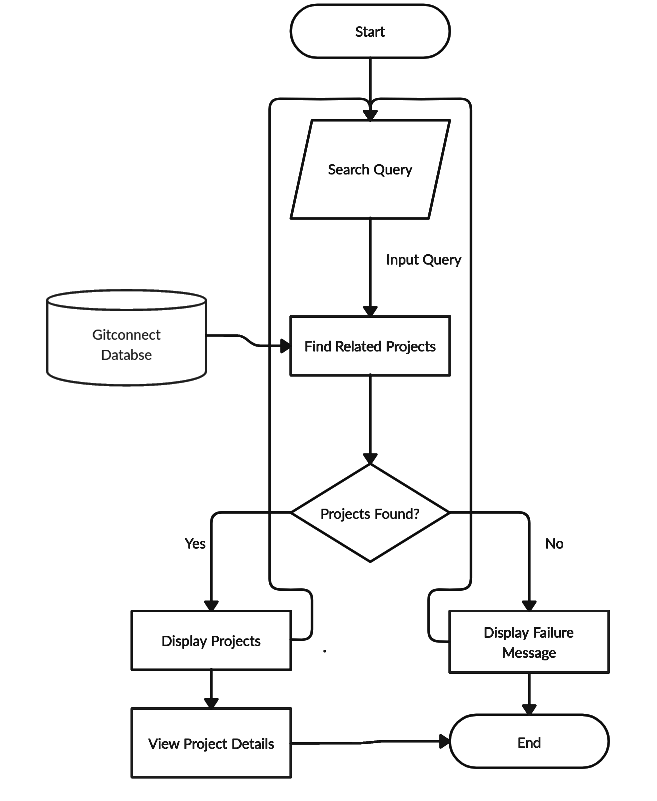 Start
Search Query
Input Query
Gitconnect
Databse
Find Related Projects
Projects Found?
Yes
No
Display Projects
Display Failure
Message
View Project Details
End